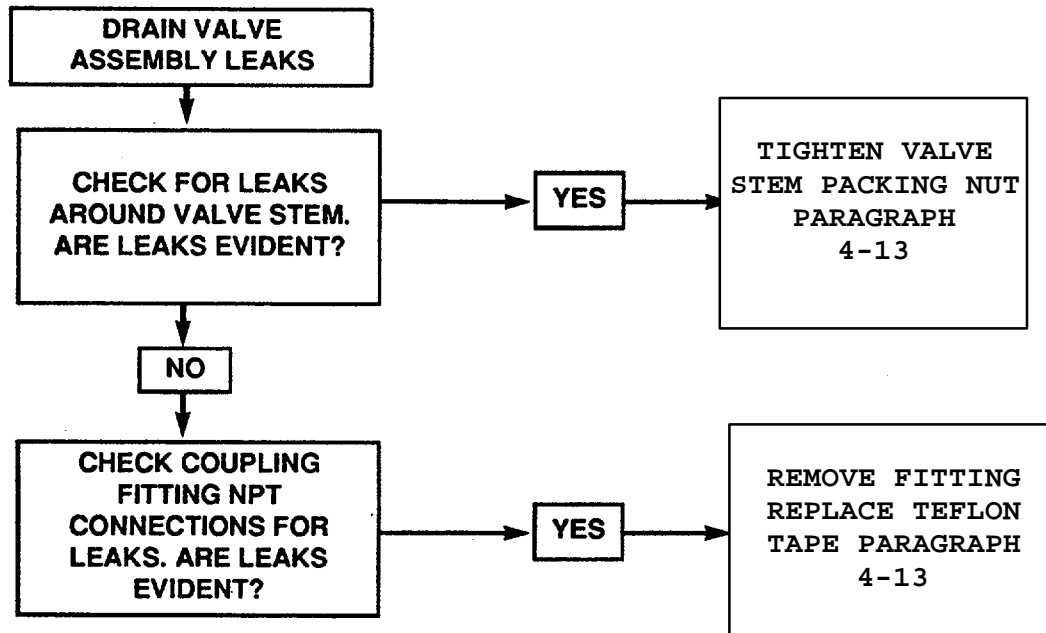 DRAIN VALVE
ASSEMBLY LEAKS
CHECK FOR LEAKS
AROUND VALVE STEM.
ARE LEAKS EVIDENT?
YES
TIGHTEN VALVE
STEM PACKING NUT
PARAGRAPH
4-13
NO
CHECK COUPLING
FITTING NPT
CONNECTIONS FOR
LEAKS. ARE LEAKS
EVIDENT?
YES
REMOVE FITTING
REPLACE TEFLON
TAPE PARAGRAPH
4-13